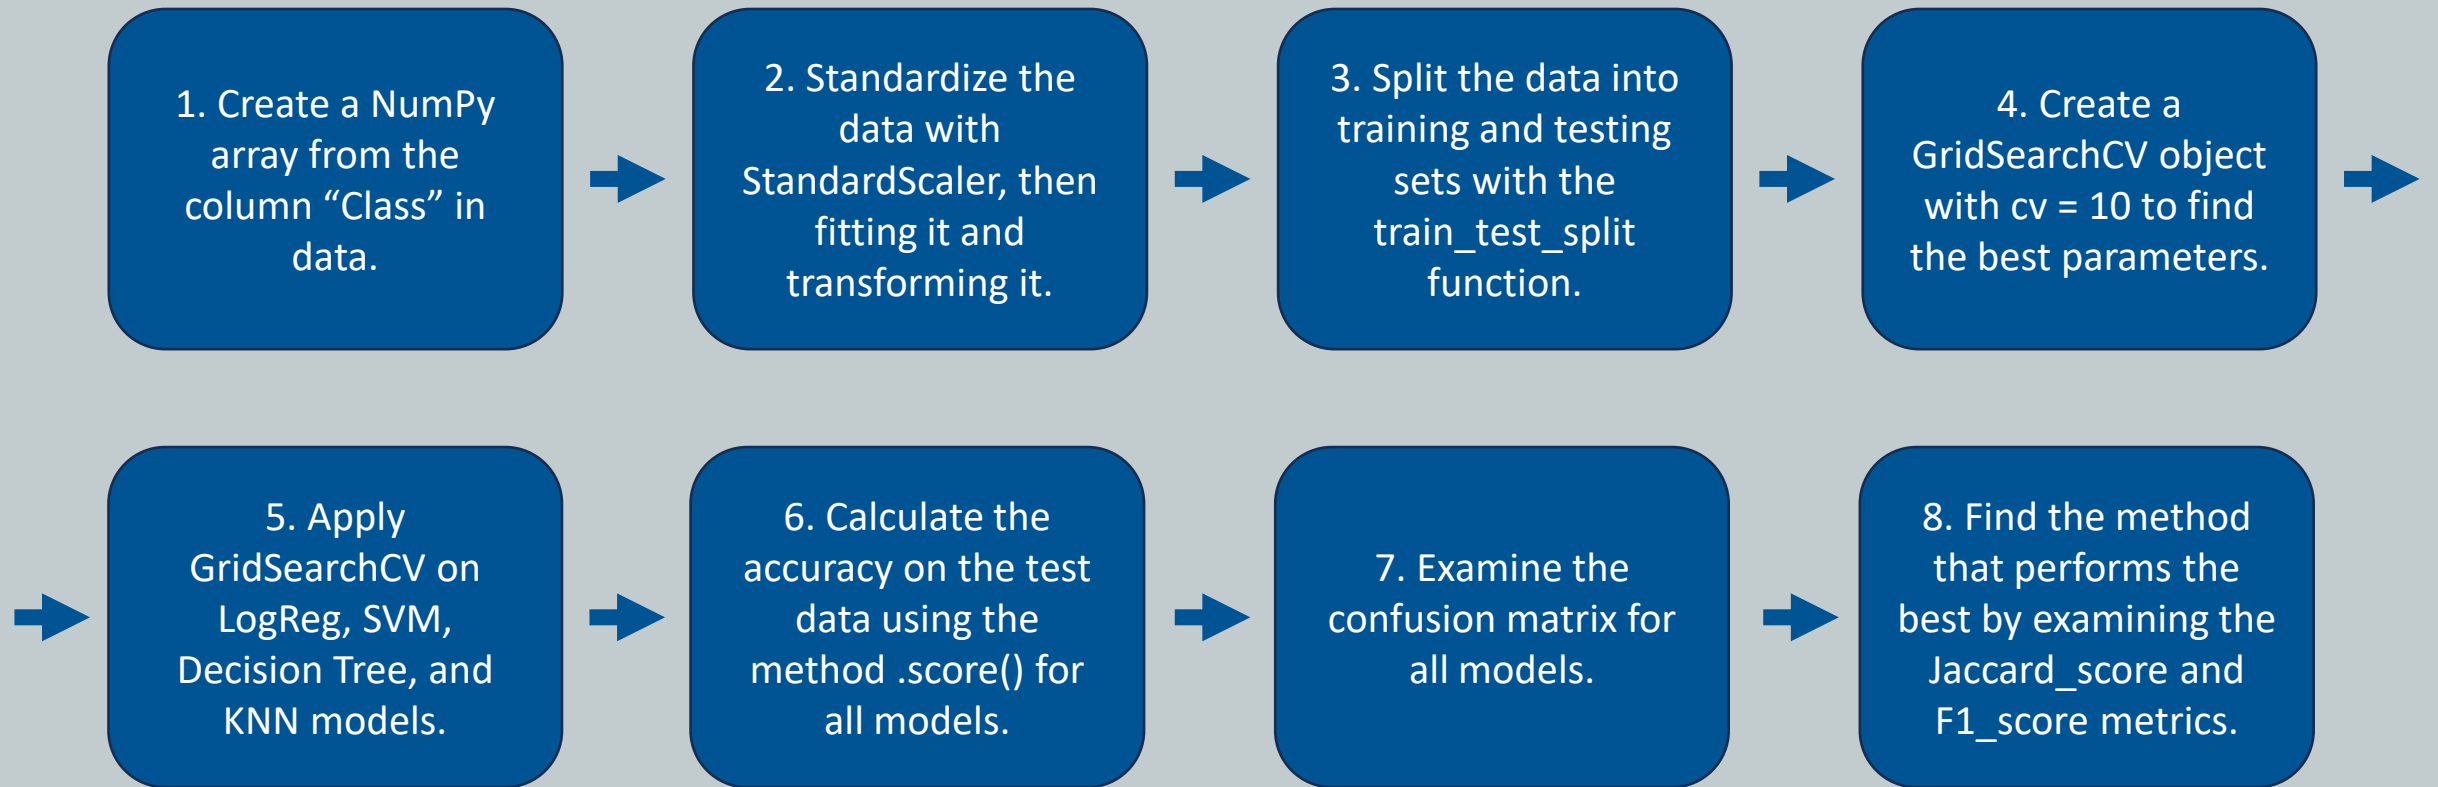 1. Create a NumPy
array from the
column “Class” in
data.
2. Standardize the
data with
StandardScaler, then
fitting it and
transforming it.
3. Split the data into
training and testing
sets with the
train_test_split
function.
4. Create a
GridSearchCV object
with cv = 10 to find
the best parameters.
5. Apply
GridSearchCV on
LogReg, SVM,
Decision Tree, and
KNN models.
6. Calculate the
accuracy on the test
data using the
method .score() for
all models.
7. Examine the
confusion matrix for
all models.
8. Find the method
that performs the
best by examining the
Jaccard_score and
F1_score metrics.